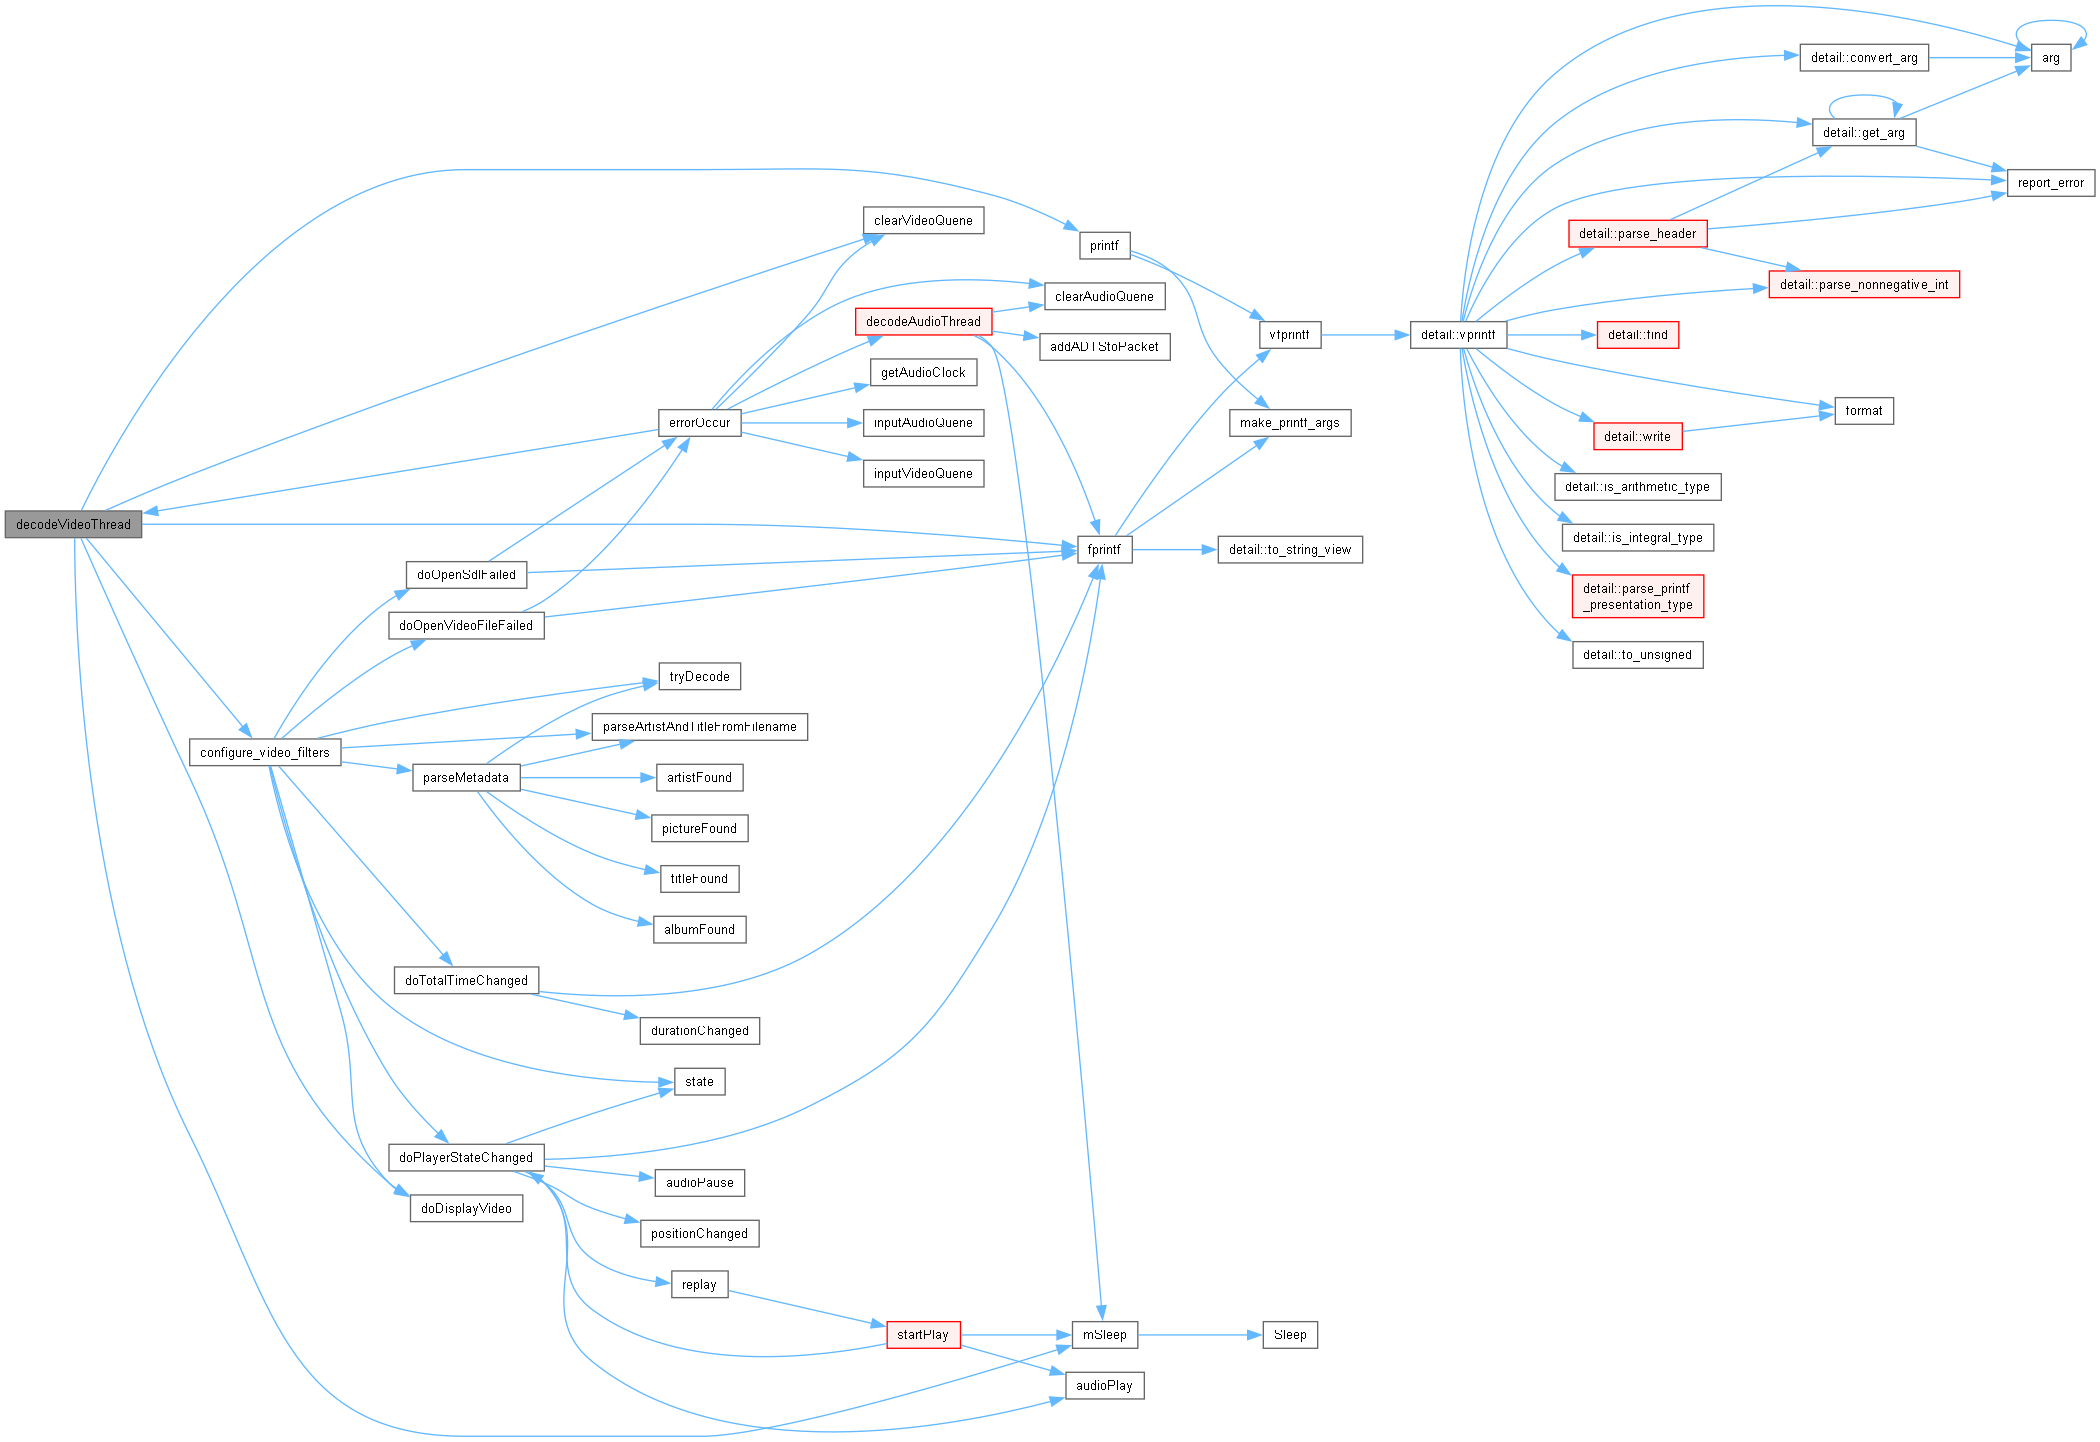 decodeVideoThread
configure_video_filters
doOpenSdlFailed
doOpenVideoFileFailed
parseMetadata
doTotalTimeChanged
doPlayerStateChanged
doDisplayVideo
errorOccur
tryDecode
parseArtistAndTitleFromFilename
artistFound
pictureFound
titleFound
albumFound
durationChanged
state
audioPause
positionChanged
replay
clearVideoQuene
decodeAudioThread
getAudioClock
inputAudioQuene
inputVideoQuene
startPlay
printf
clearAudioQuene
addADTStoPacket
fprintf
mSleep
audioPlay
vfprintf
make_printf_args
detail::to_string_view
Sleep
detail::vprintf
detail::convert_arg
detail::get_arg
detail::parse_header
detail::parse_nonnegative_int
detail::find
format
detail::write
detail::is_arithmetic_type
detail::is_integral_type
detail::parse_printf
_presentation_type
detail::to_unsigned
arg
report_error